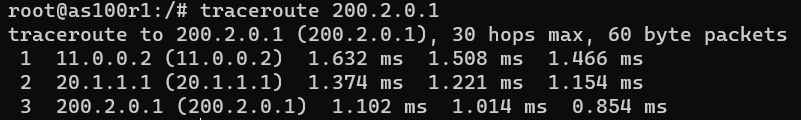 root@as100r1:/# traceroute 200.2.0.1
traceroute to 200.2.0.1 (200.2.0.1), 30 hops max, 60 byte packets
 1  11.0.0.2 (11.0.0.2)  1.632 ms  1.508 ms  1.466 ms
 2  20.1.1.1 (20.1.1.1)  1.374 ms  1.221 ms  1.154 ms
 3  200.2.0.1 (200.2.0.1)  1.102 ms  1.014 ms  0.854 ms